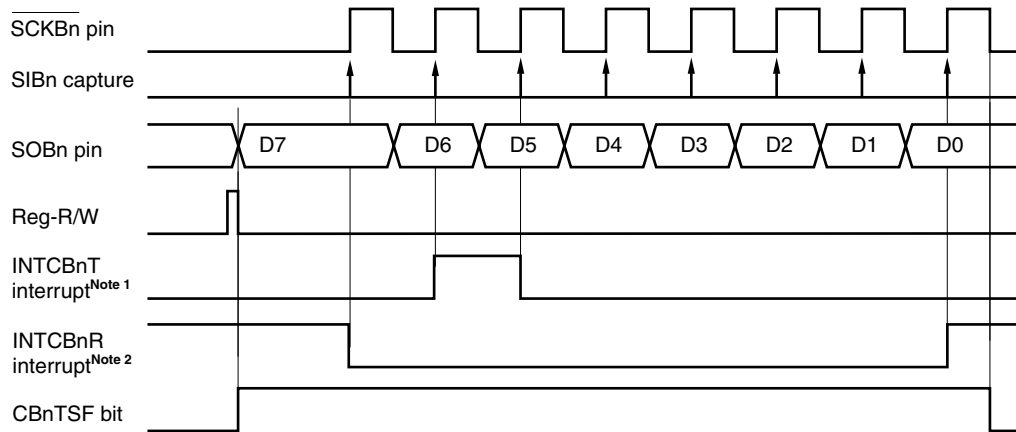 SCKBn pin
SIBn capture
SOBn pin
D7 D6 D5 D4 D3 D2 D1 D0
Reg-R/W
INTCBnT
interruptNote 1
INTCBnR
interruptNote 2
CBnTSF bit